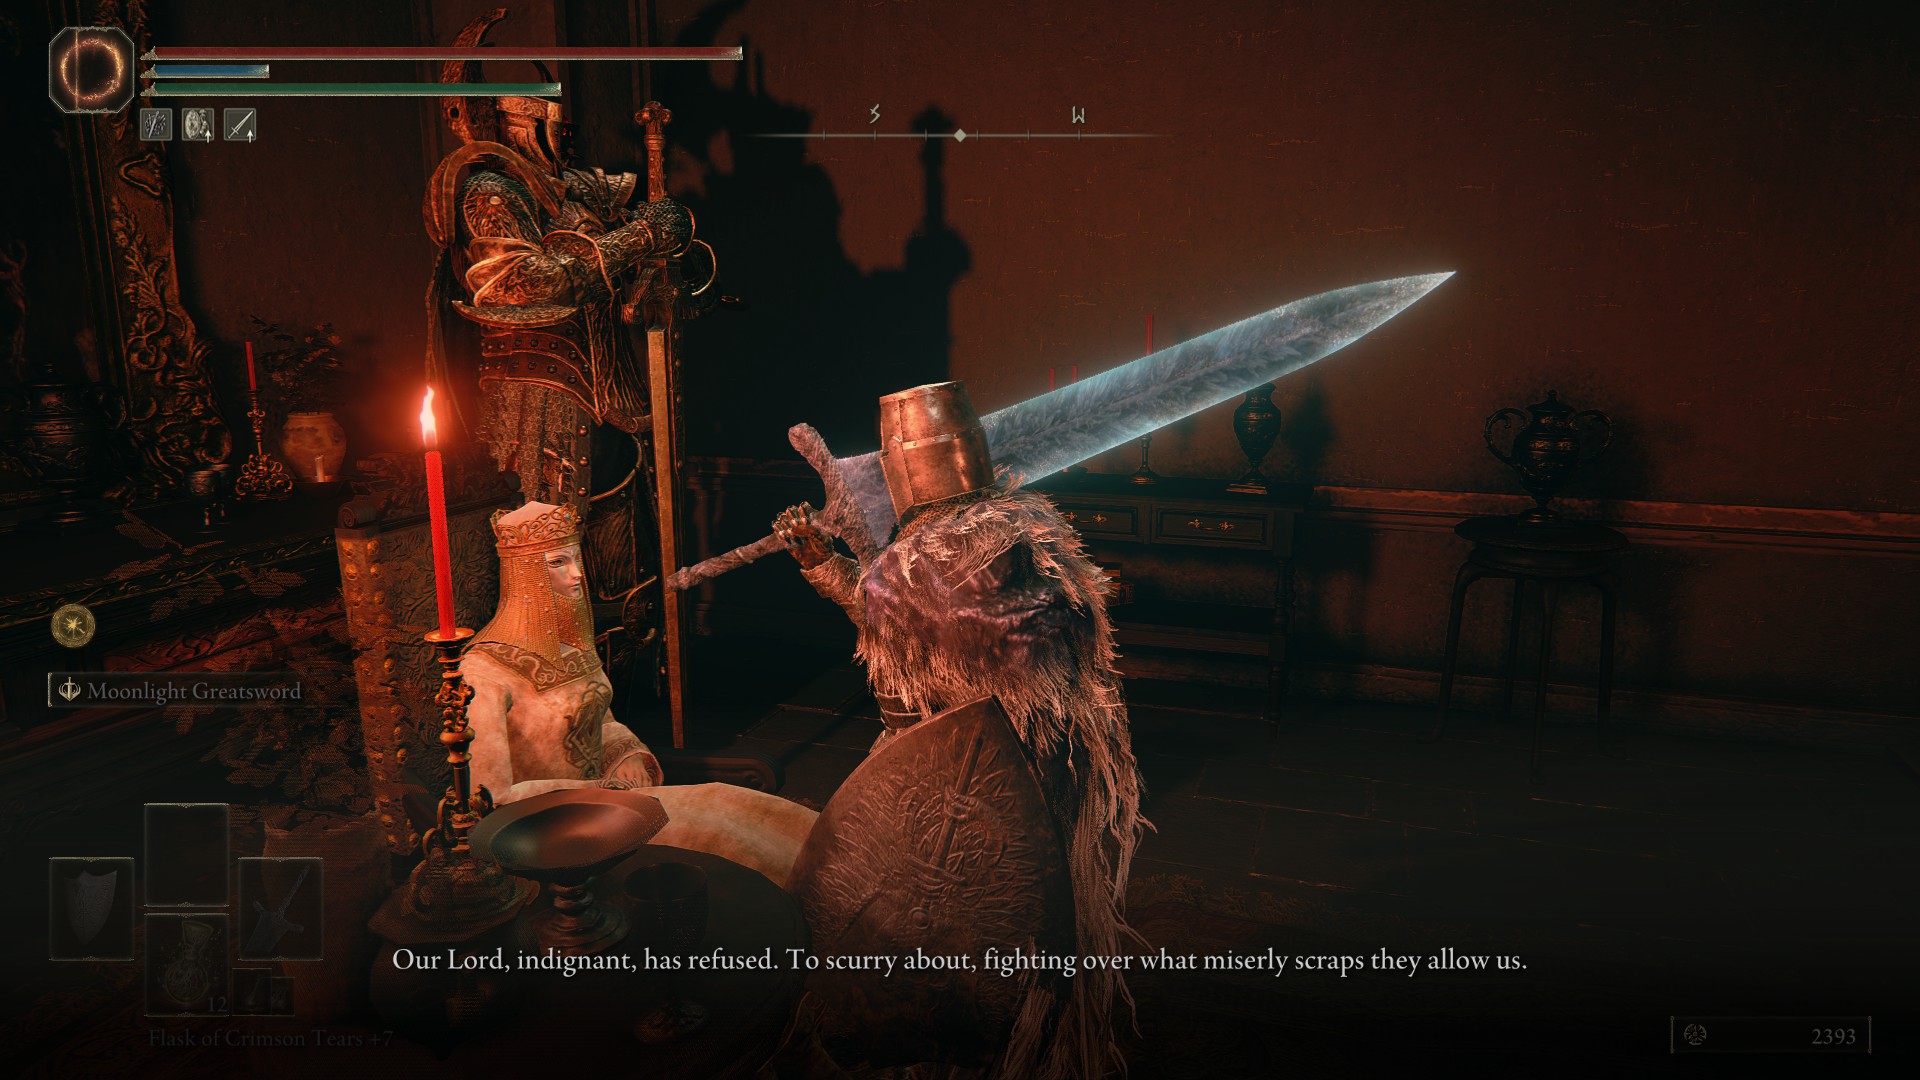 S W
Moonlight Greatsword
Our Lord, indignant, has refused. To scurry about, fighting over what miserly scraps they allow us.
12
Flask of Crimson Tears +7
2393